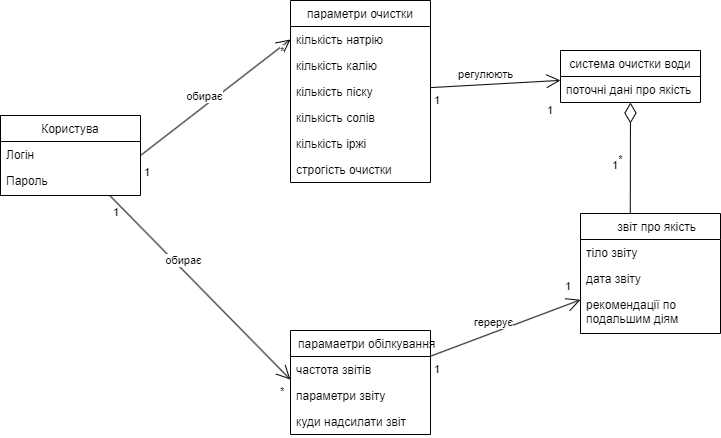 параметри очистки
кількість натрію
кількість калію
кількість піску
кількість солів
кількість іржі
строгість очистки
*
обирає
регулюють
1
1
система очистки води
поточні дані про якість
Користува
Логін
Пароль
1
1
1*
звіт про якість
тіло звіту
дата звіту
рекомендації по
подальшим діям
обирає
1
герерує
1
*
парамаетри обілкування
частота звітів
параметри звіту
куди надсилати звіт